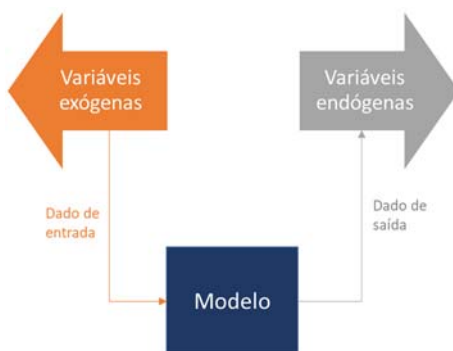 Variáveis
exógenas
Variáveis
endógenas
Dado de
entrada
Dado de
saída
Modelo